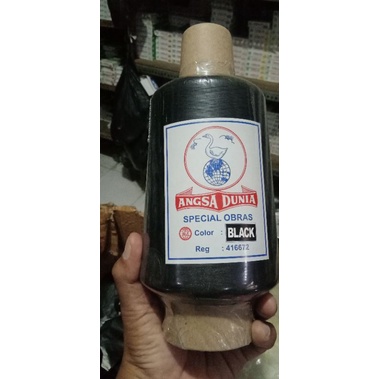 ANGSA DUNIA
SPECIAL OBRAS
Color : BLACK
Reg : 416672